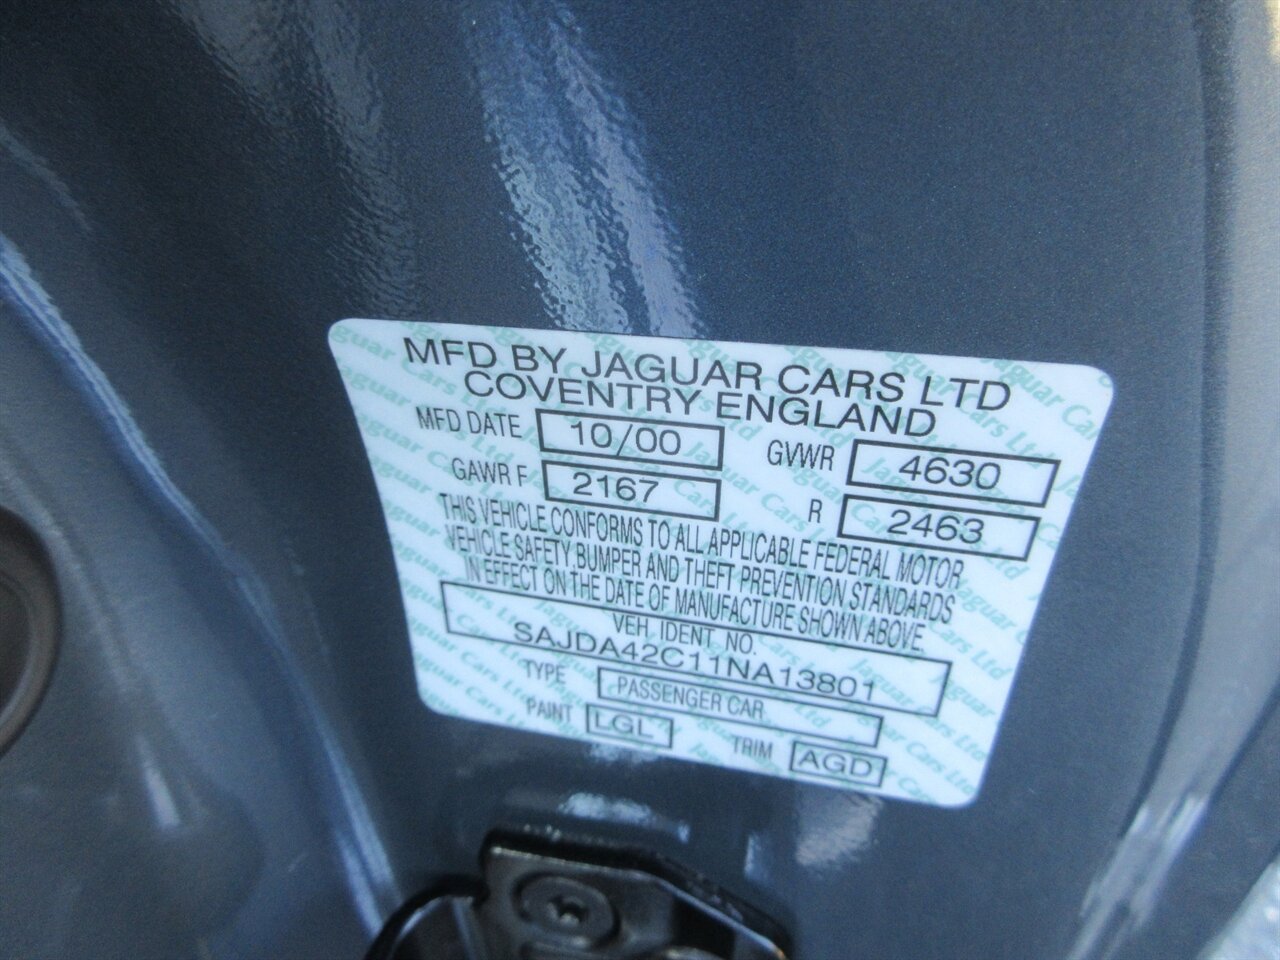 MFD BY JAGUAR CARS LTD
COVENTRY ENGLAND
MFD DATE 10/00 GVWR 4630
GAWR F 2167 R 2463
THIS VEHICLE CONFORMS TO ALL APPLICABLE FEDERAL MOTOR
VEHICLE SAFETY, BUMPER AND THEFT PREVENTION STANDARDS
IN EFFECT ON THE DATE OF MANUFACTURE SHOWN ABOVE.
VEH. IDENT. NO.
SAJDA42C11NA13801
TYPE PASSENGER CAR
PAINT LGL TRIM AGD